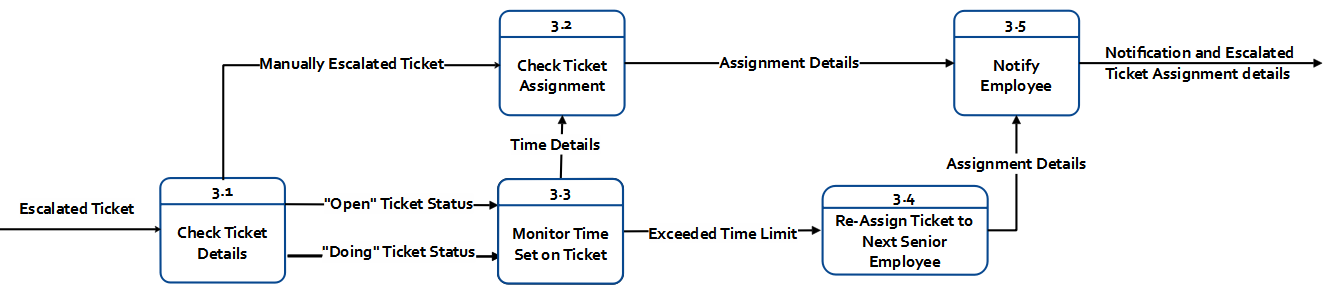 3.2
Check Ticket
Assignment
3.5
Notify
Employee
Manually Escalated Ticket
Assignment Details
Notification and Escalated
Ticket Assignment details
Time Details
Assignment Details
Escalated Ticket
3.1
Check Ticket
Details
"Open" Ticket Status
"Doing" Ticket Status
3.3
Monitor Time
Set on Ticket
Exceeded Time Limit
3.4
Re-Assign Ticket to
Next Senior
Employee